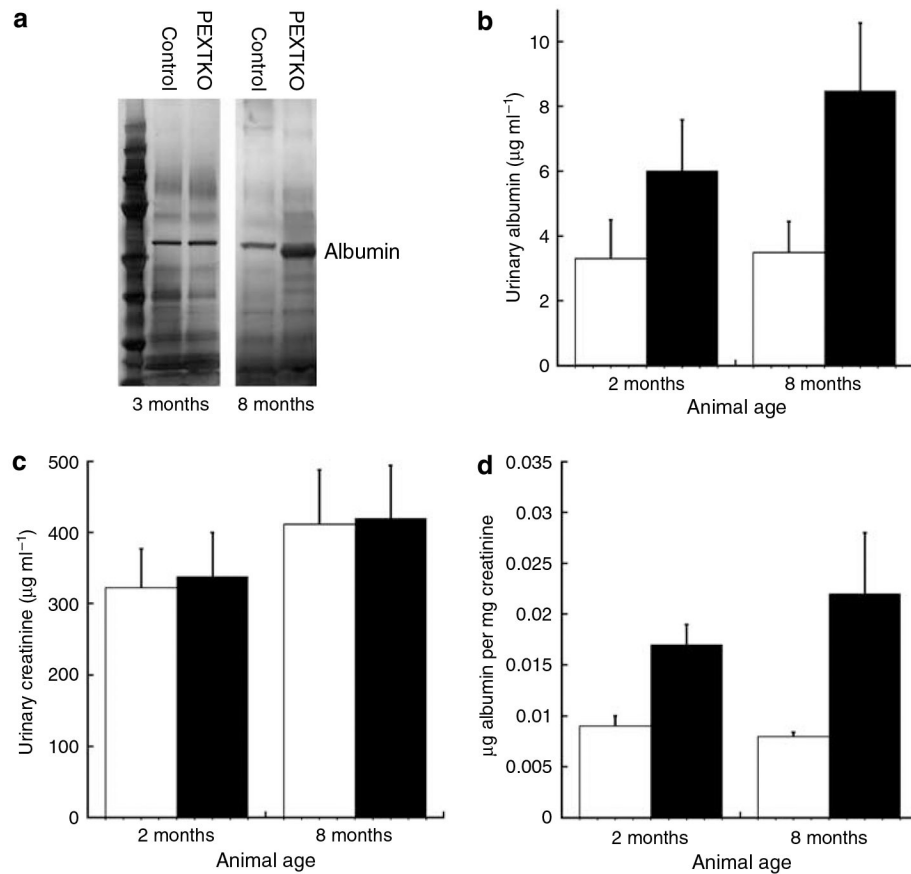 a
Control
PEXTKO
Control
PEXTKO
Albumin
3 months
8 months
b
Urinary albumin (µg ml⁻¹)
10
8
6
4
2
0
2 months
8 months
Animal age
c
Urinary creatinine (µg ml⁻¹)
500
400
300
200
100
0
2 months
8 months
Animal age
d
µg albumin per mg creatinine
0.035
0.03
0.025
0.02
0.015
0.01
0.005
0
2 months
8 months
Animal age